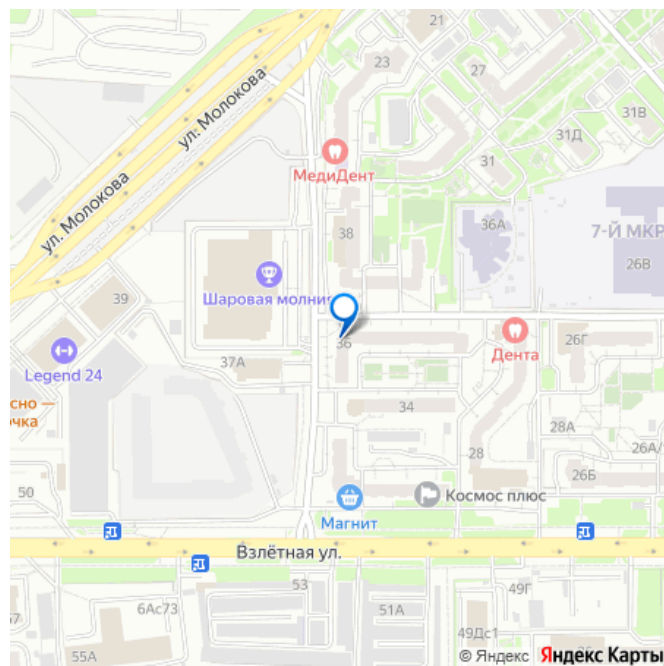 21
23
27
ул. Молокова
31В
31Д
МедиДент
31
ул. Молокова
36А
38
7-Й МКР
26В
39
Шаровая молния
36
Дента
26Г
37А
Legend 24
сно —
чка
34
28А
28
26А/
26Б
50
Космос плюс
Магнит
Взлётная ул.
53
49Г
6Ас73
51А
49Дс1
55А
© Яндекс Яндекс Карты